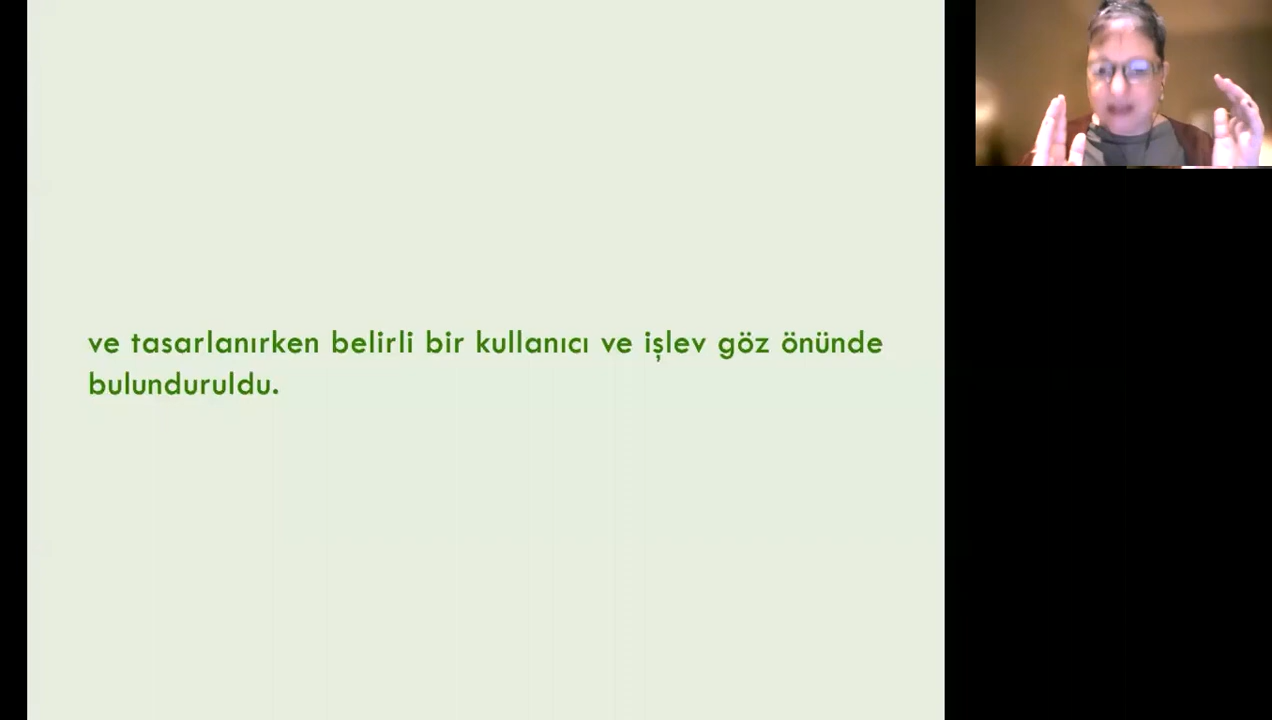 ve tasarlanırken belirli bir kullanıcı ve işlev göz önünde
bulunduruldu.